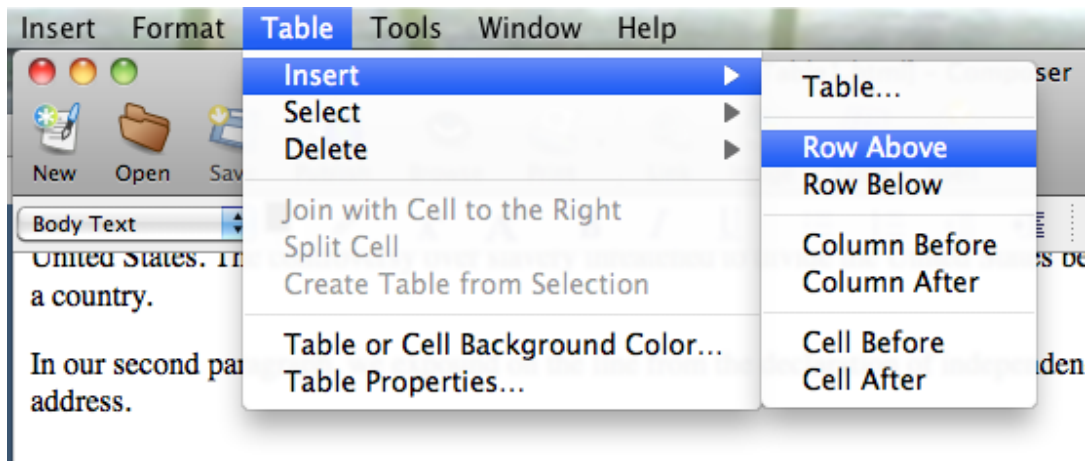 Insert Format Table Tools Window Help
Insert
Select
Delete
Join with Cell to the Right
Split Cell
Create Table from Selection
Table or Cell Background Color...
Table Properties...
Table...
Row Above
Row Below
Column Before
Column After
Cell Before
Cell After
New Open Sav
Body Text
United States. Th
a country.
In our second par
address.